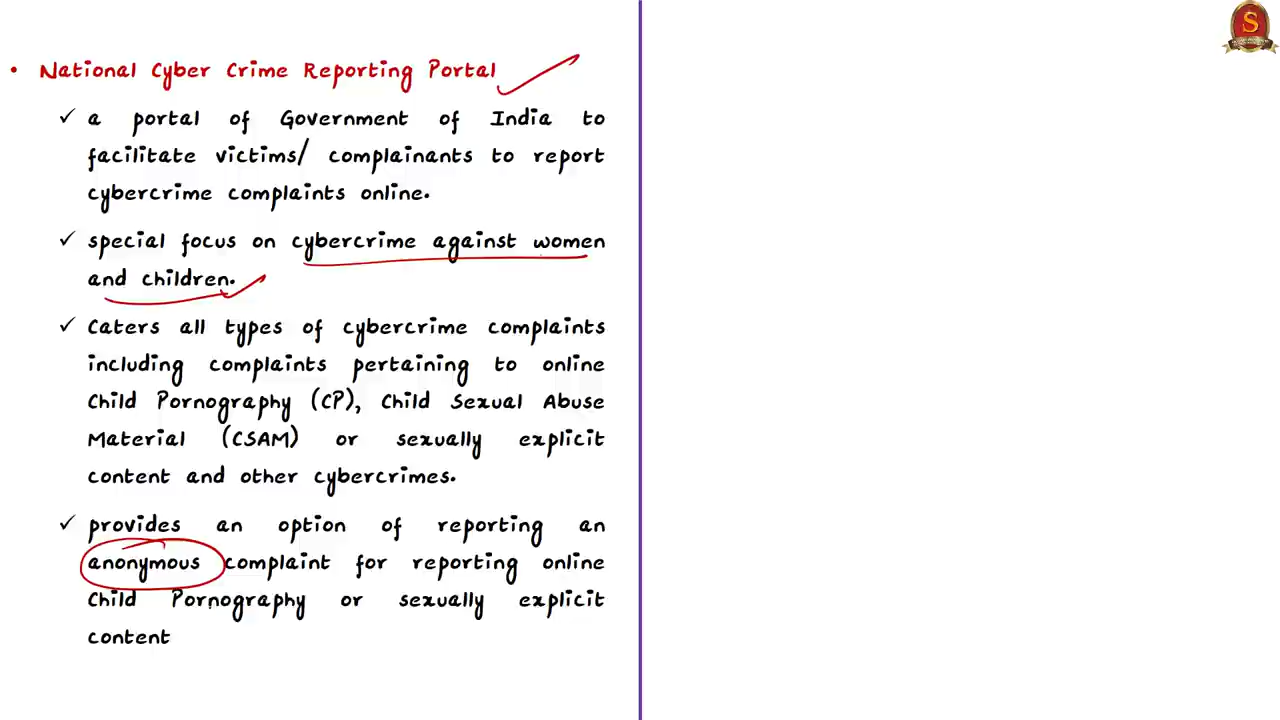 • National Cyber Crime Reporting Portal
✓ a portal of Government of India to
facilitate victims/ complainants to report
cybercrime complaints online.
✓ special focus on cybercrime against women
and children.
✓ Caters all types of cybercrime complaints
including complaints pertaining to online
Child Pornography (CP), Child Sexual Abuse
Material (CSAM) or sexually explicit
content and other cybercrimes.
✓ provides an option of reporting an
anonymous complaint for reporting online
Child Pornography or sexually explicit
content
S